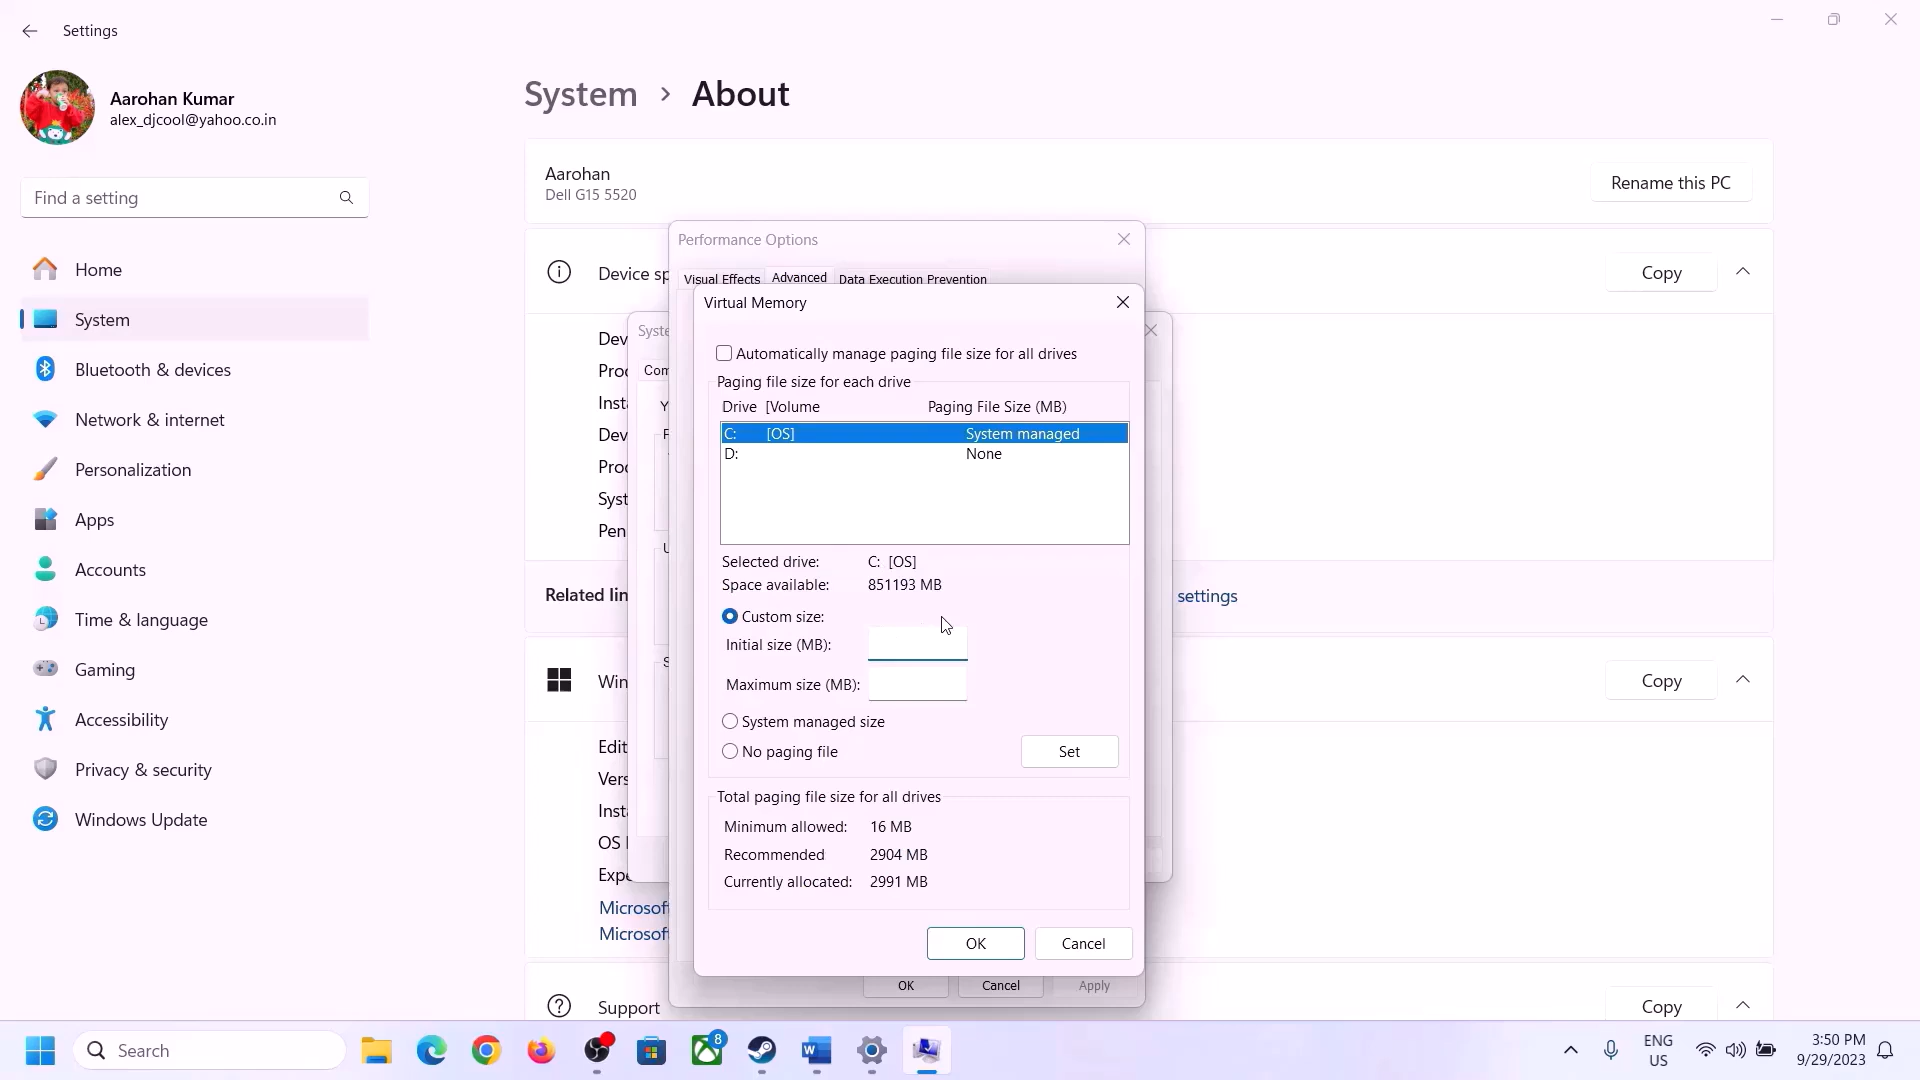 Settings
Aarohan Kumar
alex_djcool@yahoo.co.in
Find a setting
Home
System
Bluetooth & devices
Network & internet
Personalization
Apps
Accounts
Time & language
Gaming
Accessibility
Privacy & security
Windows Update
System > About
Aarohan
Dell G15 5520
Rename this PC
Device sp
Copy
Related lin
settings
Win
Copy
Edit
Vers
Inst
OS
Expe
Microsof
Microsof
Support
Copy
Performance Options
Visual Effects Advanced Data Execution Prevention
Syste
Com
Virtual Memory
Automatically manage paging file size for all drives
Paging file size for each drive
Drive [Volume Paging File Size (MB)
C: [OS] System managed
D: None
Selected drive: C: [OS]
Space available: 851193 MB
Custom size:
Initial size (MB):
Maximum size (MB):
System managed size
No paging file
Set
Total paging file size for all drives
Minimum allowed: 16 MB
Recommended 2904 MB
Currently allocated: 2991 MB
OK Cancel
OK Cancel Apply
Search
8
ENG
US
3:50 PM
9/29/2023